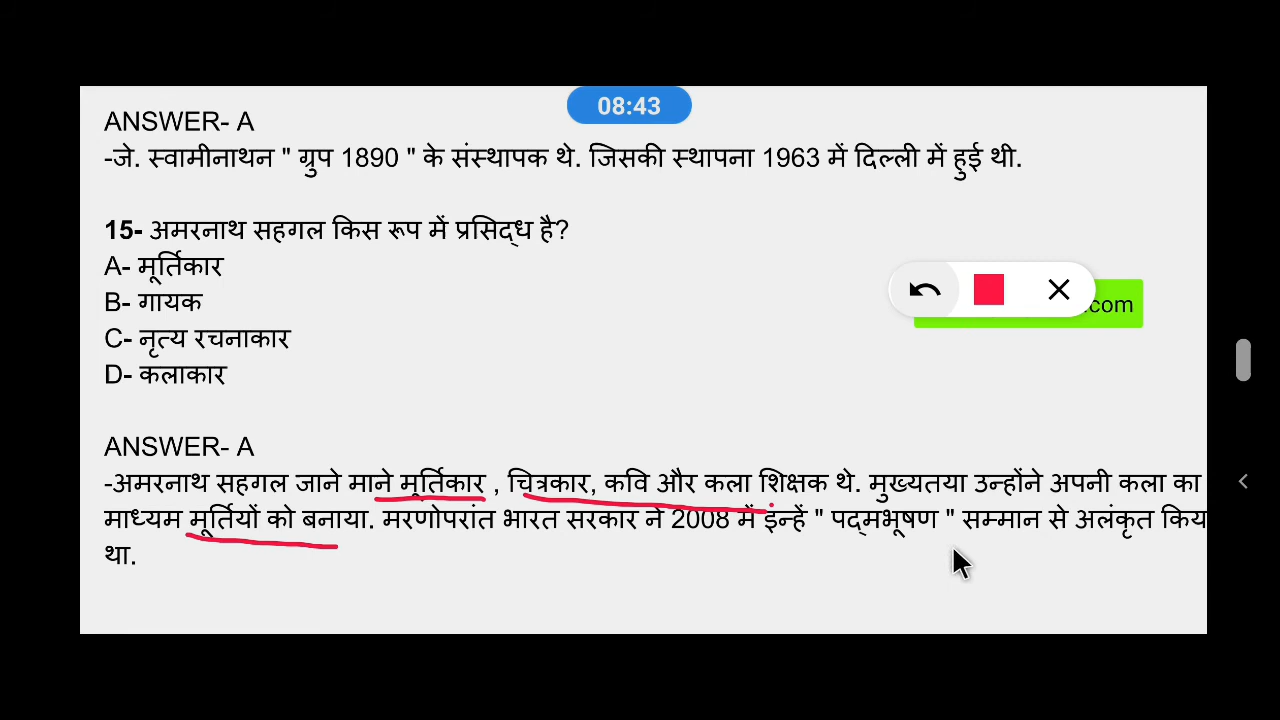 08:43
ANSWER- A
-जे. स्वामीनाथन " ग्रुप 1890 " के संस्थापक थे. जिसकी स्थापना 1963 में दिल्ली में हुई थी.
15- अमरनाथ सहगल किस रूप में प्रसिद्ध है?
A- मूर्तिकार
B- गायक
.com
C- नृत्य रचनाकार
D- कलाकार
ANSWER- A
-अमरनाथ सहगल जाने माने मूर्तिकार , चित्रकार, कवि और कला शिक्षक थे. मुख्यतया उन्होंने अपनी कला का
माध्यम मूर्तियों को बनाया. मरणोपरांत भारत सरकार ने 2008 में इन्हें " पद्मभूषण " सम्मान से अलंकृत किय
था.